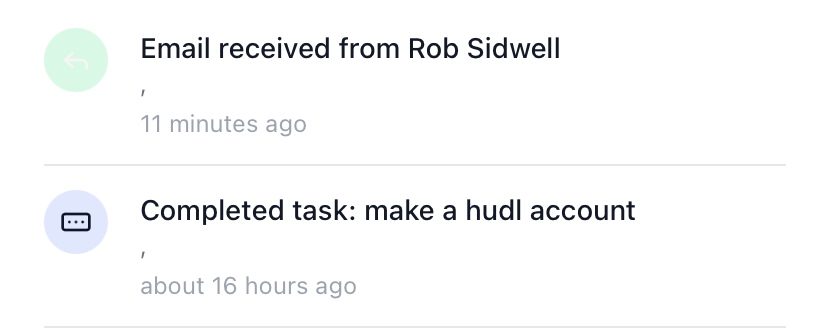 Email received from Rob Sidwell
,
11 minutes ago
Completed task: make a hudl account
,
about 16 hours ago